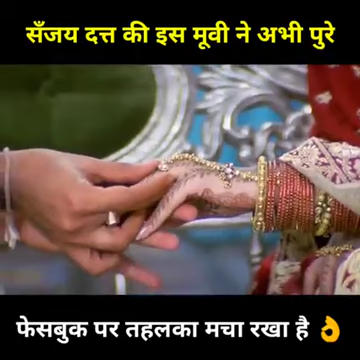 सँजय दत्त की इस मूवी ने अभी पुरे
फेसबुक पर तहलका मचा रखा है 👌